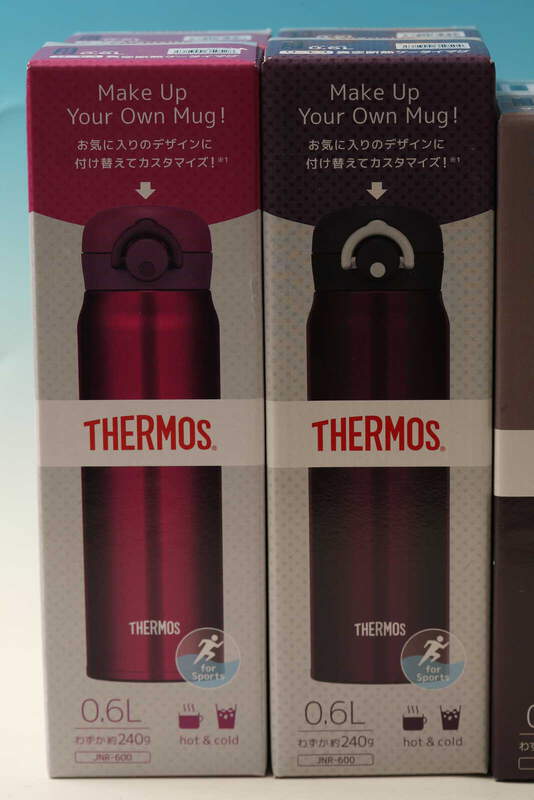 0.6L
Make Up
Your Own Mug!
お気に入りのデザインに
付け替えてカスタマイズ！※1
THERMOS®
THERMOS
for
Sports
0.6L
わずか約240g
hot & cold
JNR-600
0.6L
Make Up
Your Own Mug!
お気に入りのデザインに
付け替えてカスタマイズ！※1
THERMOS®
THERMOS
for
Sports
0.6L
わずか約240g
hot & cold
JNR-600